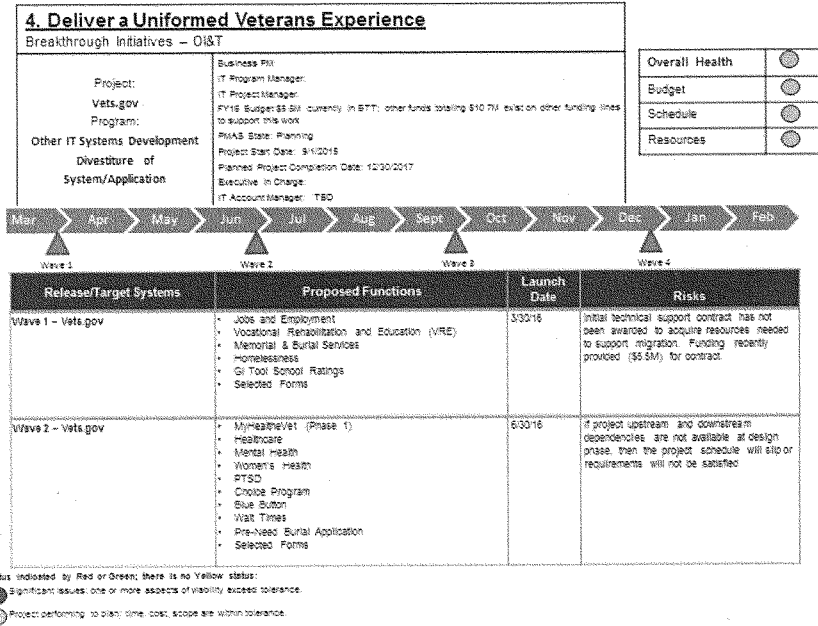 4. Deliver a Uniformed Veterans Experience
Breakthrough Initiatives – OI&T
Project:
Vets.gov
Program:
Other IT Systems Development
Divestiture of
System/Application
Business PM:
IT Program Manager:
IT Project Manager:
FY16 Budget $5.5M currently in BTT; other funds totaling $10.7M exist on other funding lines
to support this work
PMAS State: Planning
Project Start Date: 9/1/2015
Planned Project Completion Date: 12/30/2017
Executive in Charge:
IT Account Manager: TBD
Overall Health
Budget
Schedule
Resources
Mar Apr May Jun Jul Aug Sept Oct Nov Dec Jan Feb
Wave 1 Wave 2 Wave 3 Wave 4
Release/Target Systems Proposed Functions Launch Date Risks
Wave 1 – Vets.gov
• Jobs and Employment
• Vocational Rehabilitation and Education (VRE)
• Memorial & Burial Services
• Homelessness
• GI Tool School Ratings
• Selected Forms
3/30/16
Initial technical support contract has not
been awarded to acquire resources needed
to support migration. Funding recently
provided ($5.5M) for contract.
Wave 2 – Vets.gov
• MyHealtheVet (Phase 1)
• Healthcare
• Mental Health
• Women's Health
• PTSD
• Choice Program
• Blue Button
• Wait Times
• Pre-Need Burial Application
• Selected Forms
6/30/16
If project upstream and downstream
dependencies are not available at design
phase, then the project schedule will slip or
requirements will not be satisfied
tus indicated by Red or Green; there is no Yellow status:
Significant issues; one or more aspects of viability exceed tolerance.
Project performing to plan; time, cost, scope are within tolerance.